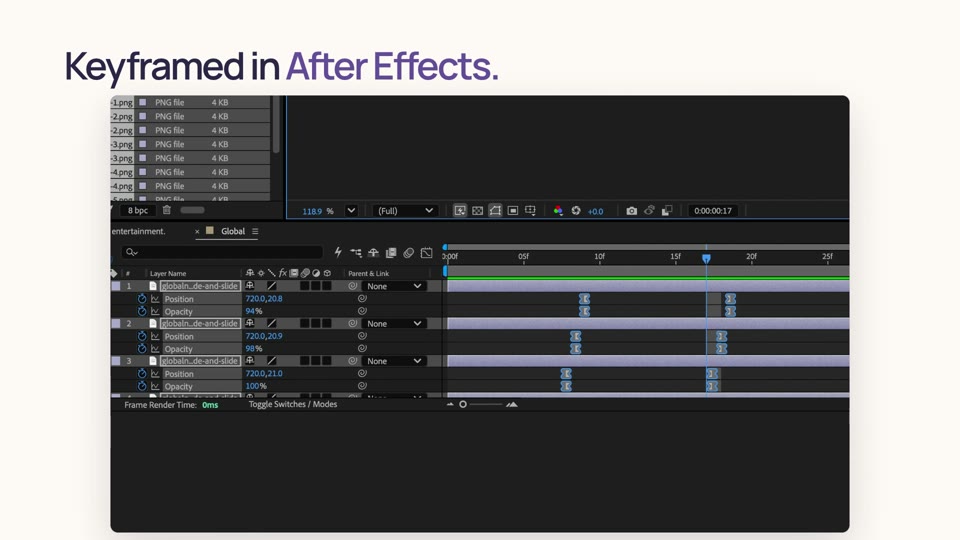 Keyframed in After Effects.
-1.png PNG file 4 KB
-2.png PNG file 4 KB
-2.png PNG file 4 KB
-3.png PNG file 4 KB
-3.png PNG file 4 KB
-4.png PNG file 4 KB
-4.png PNG file 4 KB
PNG file 4 KB
8 bpc
118.9 % (Full) +0.0 0:00:00:17
entertainment. × Global
0:00f 05f 10f 15f 20f 25f
# Layer Name fx Parent & Link
1 globaln...de-and-slide None
Position 720.0,20.8
Opacity 94%
2 globaln...de-and-slide None
Position 720.0,20.9
Opacity 98%
3 globaln...de-and-slide None
Position 720.0,21.0
Opacity 100%
Frame Render Time: 0ms Toggle Switches / Modes